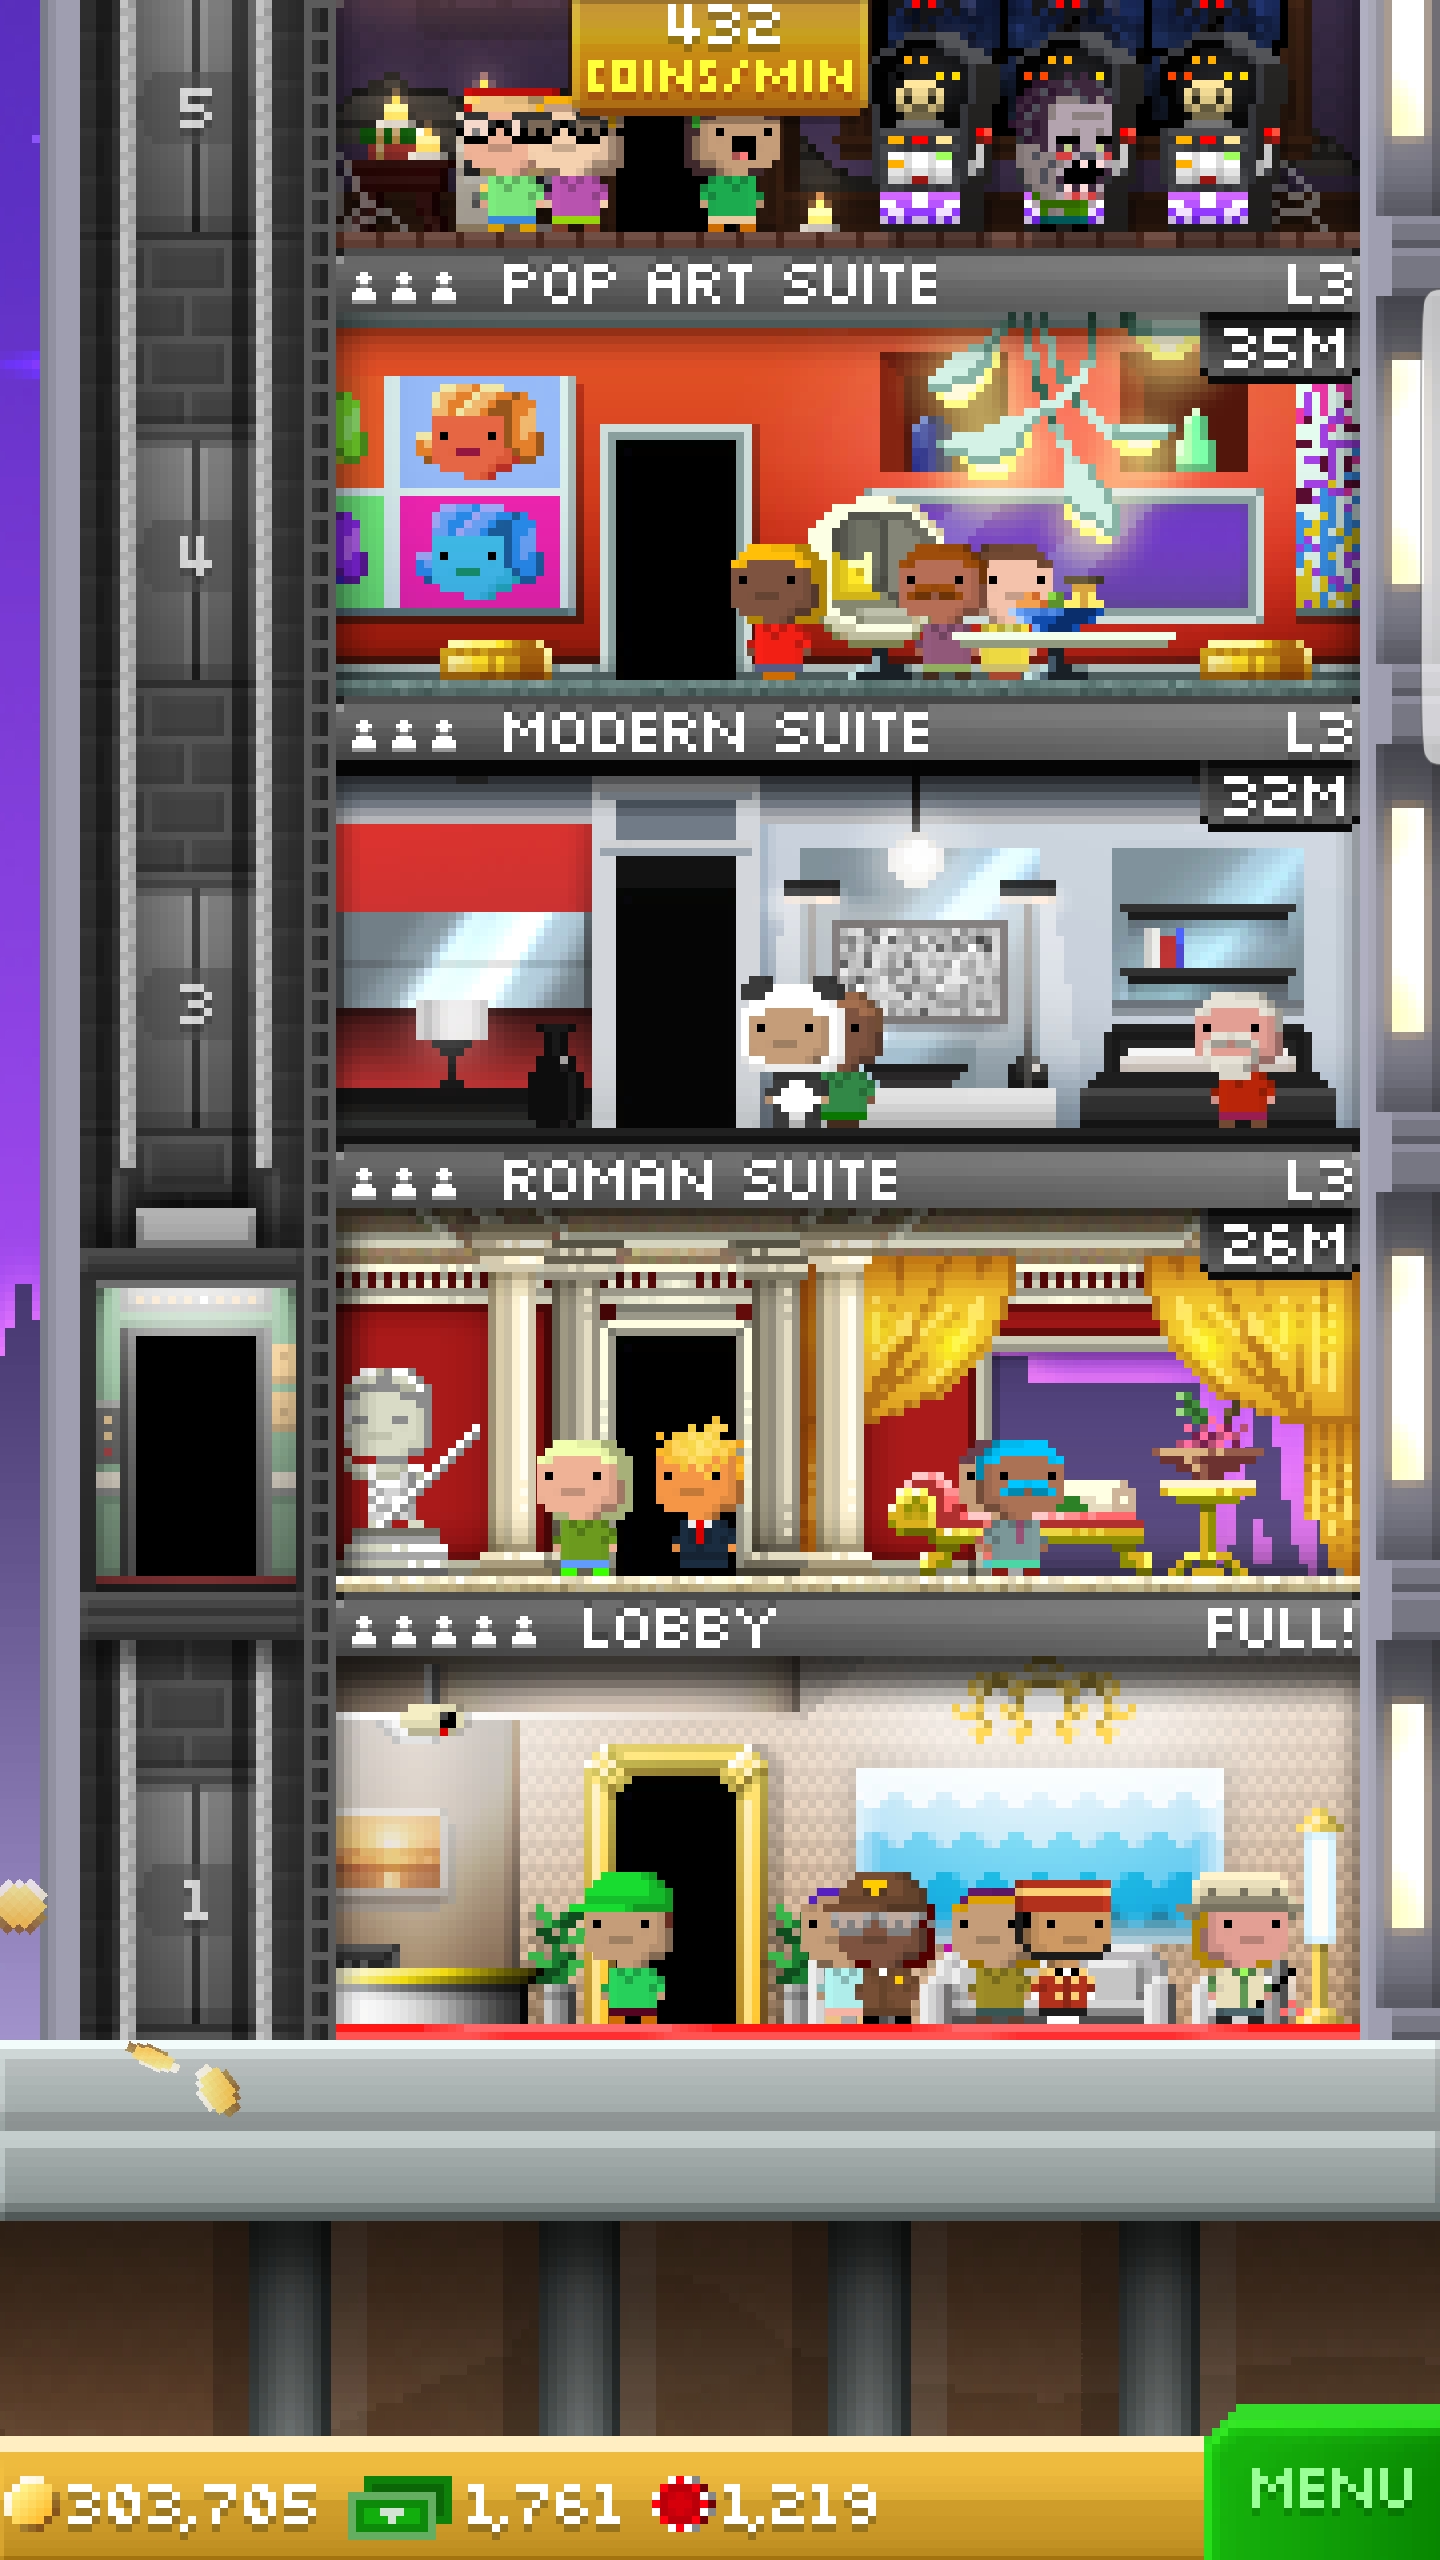 432
COINS/MIN
5
POP ART SUITE L3
35M
4
MODERN SUITE L3
32M
3
ROMAN SUITE L3
26M
LOBBY FULL!
1
303,705 1,761 1,219
MENU